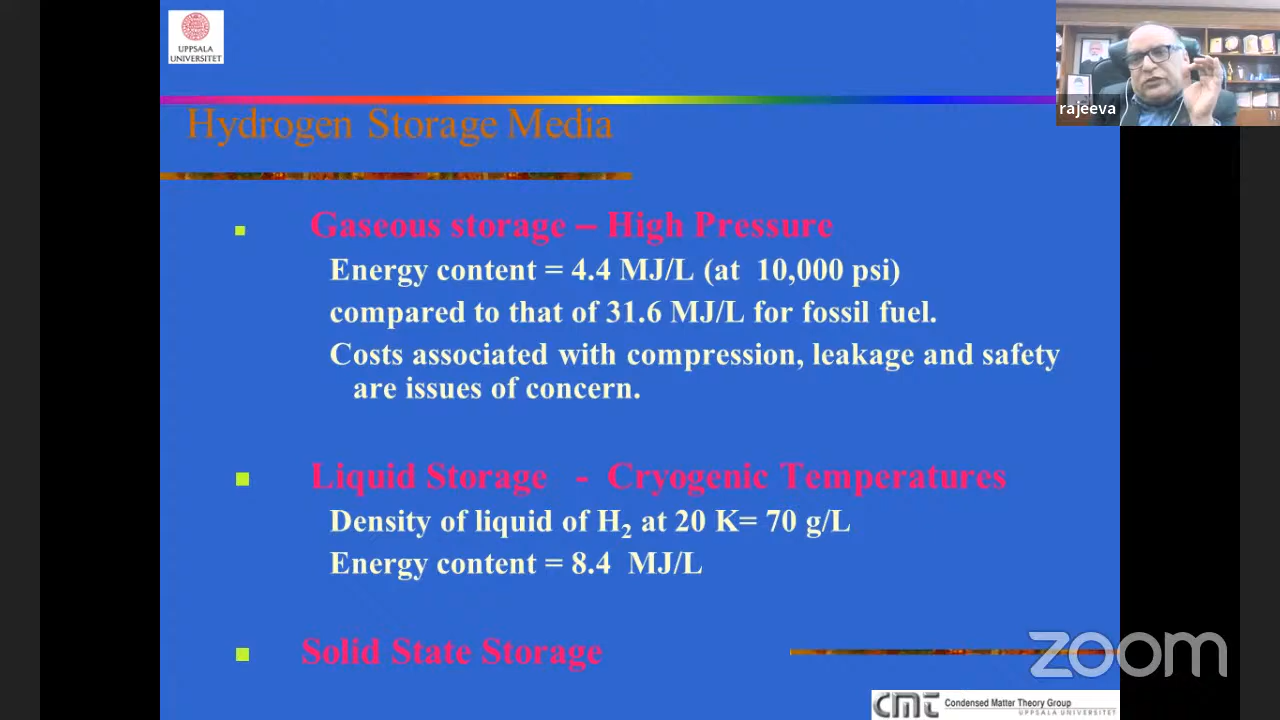 UPPSALA
UNIVERSITET
rajeeva
Hydrogen Storage Media
Gaseous storage – High Pressure
Energy content = 4.4 MJ/L (at 10,000 psi)
compared to that of 31.6 MJ/L for fossil fuel.
Costs associated with compression, leakage and safety
are issues of concern.
Liquid Storage - Cryogenic Temperatures
Density of liquid of H₂ at 20 K= 70 g/L
Energy content = 8.4 MJ/L
Solid State Storage
zoom
CMT Condensed Matter Theory Group
UPPSALA UNIVERSITET